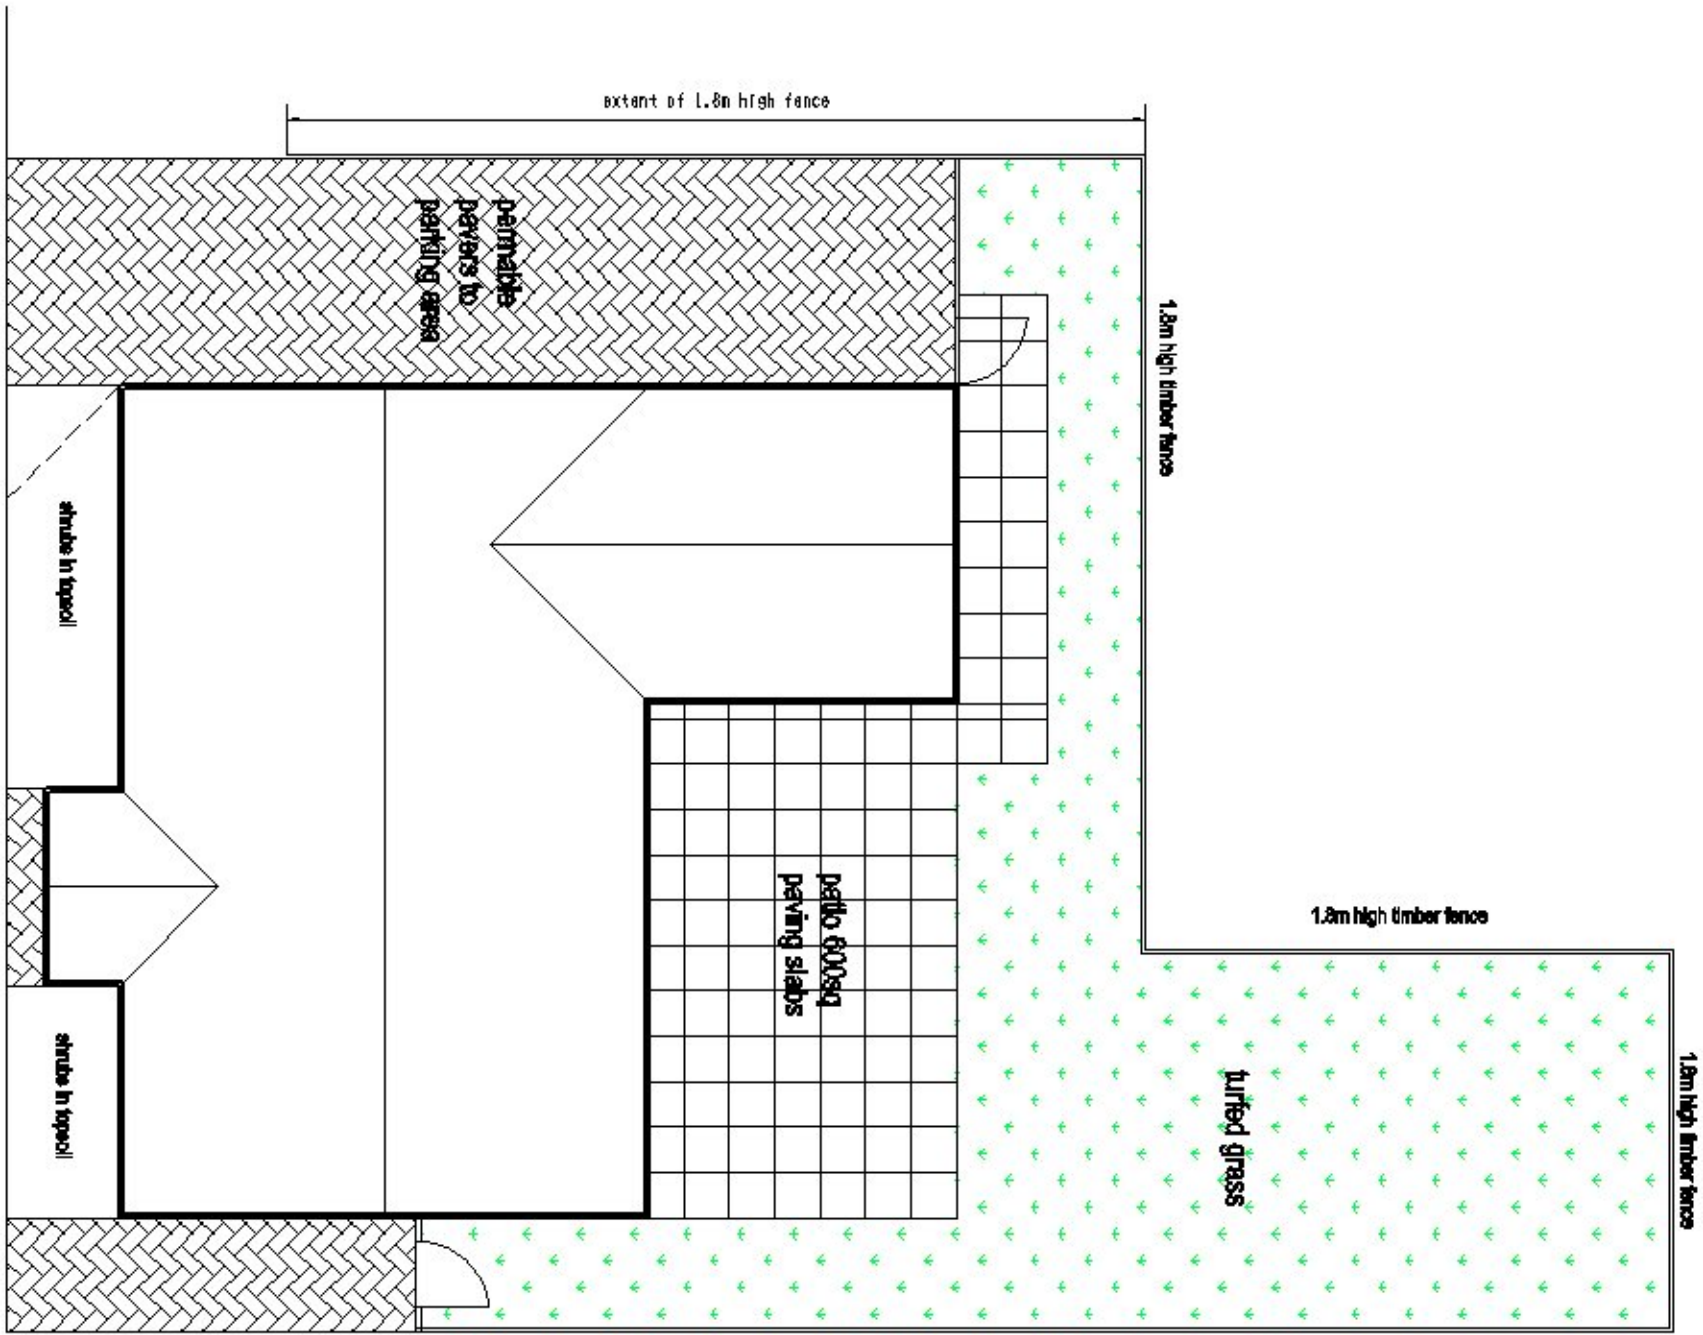 extent of 1.8m high fence
permable
pavers to
parking area
1.8m high timber fence
shrubs in topsoil
1.8m high timber fence
patio 600sq
paving slabs
turfed grass
1.8m high timber fence
shrubs in topsoil